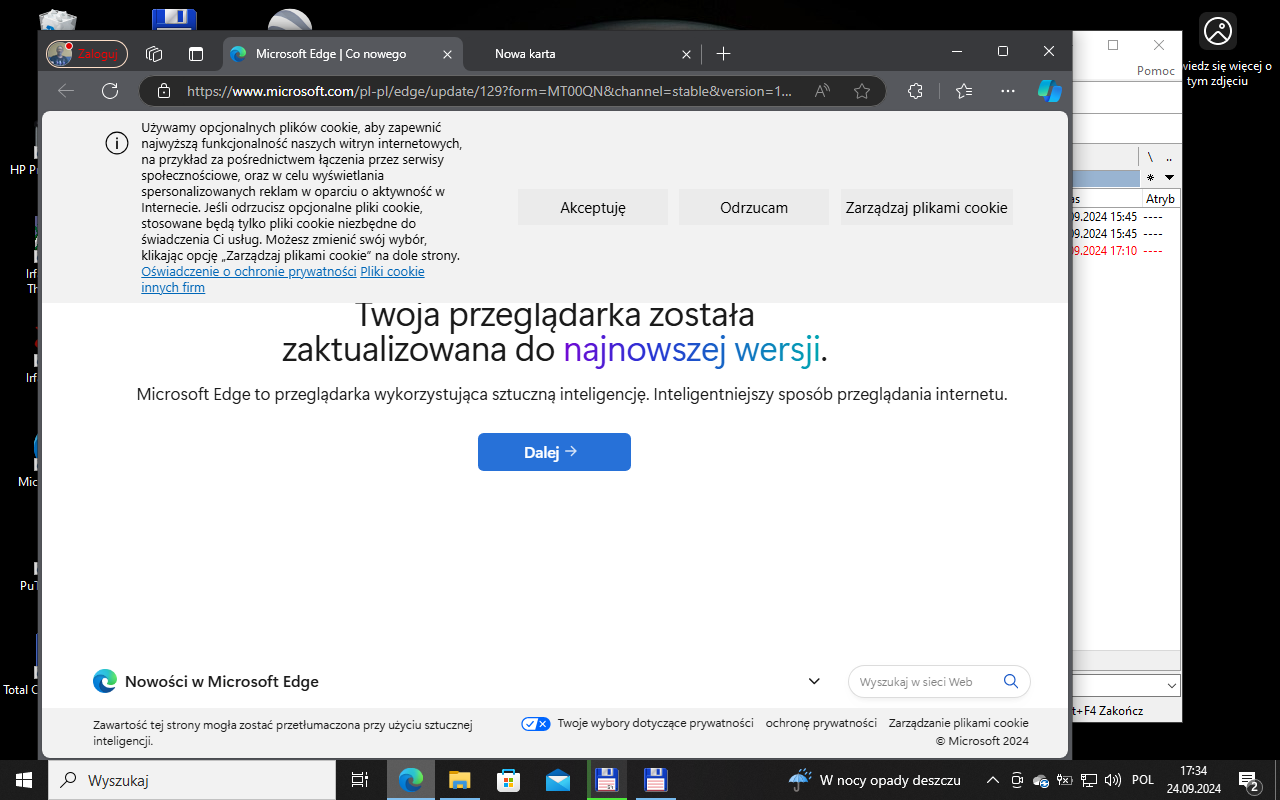 Zaloguj
Microsoft Edge | Co nowego
Nowa karta
https://www.microsoft.com/pl-pl/edge/update/129?form=MT00QN&channel=stable&version=1...
Używamy opcjonalnych plików cookie, aby zapewnić
najwyższą funkcjonalność naszych witryn internetowych,
na przykład za pośrednictwem łączenia przez serwisy
społecznościowe, oraz w celu wyświetlania
spersonalizowanych reklam w oparciu o aktywność w
Internecie. Jeśli odrzucisz opcjonalne pliki cookie,
stosowane będą tylko pliki cookie niezbędne do
świadczenia Ci usług. Możesz zmienić swój wybór,
klikając opcję „Zarządzaj plikami cookie” na dole strony.
Oświadczenie o ochronie prywatności Pliki cookie
innych firm
Akceptuję
Odrzucam
Zarządzaj plikami cookie
Twoja przeglądarka została
zaktualizowana do najnowszej wersji.
Microsoft Edge to przeglądarka wykorzystująca sztuczną inteligencję. Inteligentniejszy sposób przeglądania internetu.
Dalej
Nowości w Microsoft Edge
Wyszukaj w sieci Web
Zawartość tej strony mogła zostać przetłumaczona przy użyciu sztucznej
inteligencji.
Twoje wybory dotyczące prywatności
ochronę prywatności
Zarządzanie plikami cookie
© Microsoft 2024
Pomoc
\ ..
* 
as
Atryb
09.2024 15:45 ----
09.2024 15:45 ----
09.2024 17:10 ----
t+F4 Zakończ
wiedz się więcej o
tym zdjęciu
HP P
Irf
Th
Irf
Mic
PuT
Total C
Wyszukaj
W nocy opady deszczu
POL
17:34
24.09.2024
2